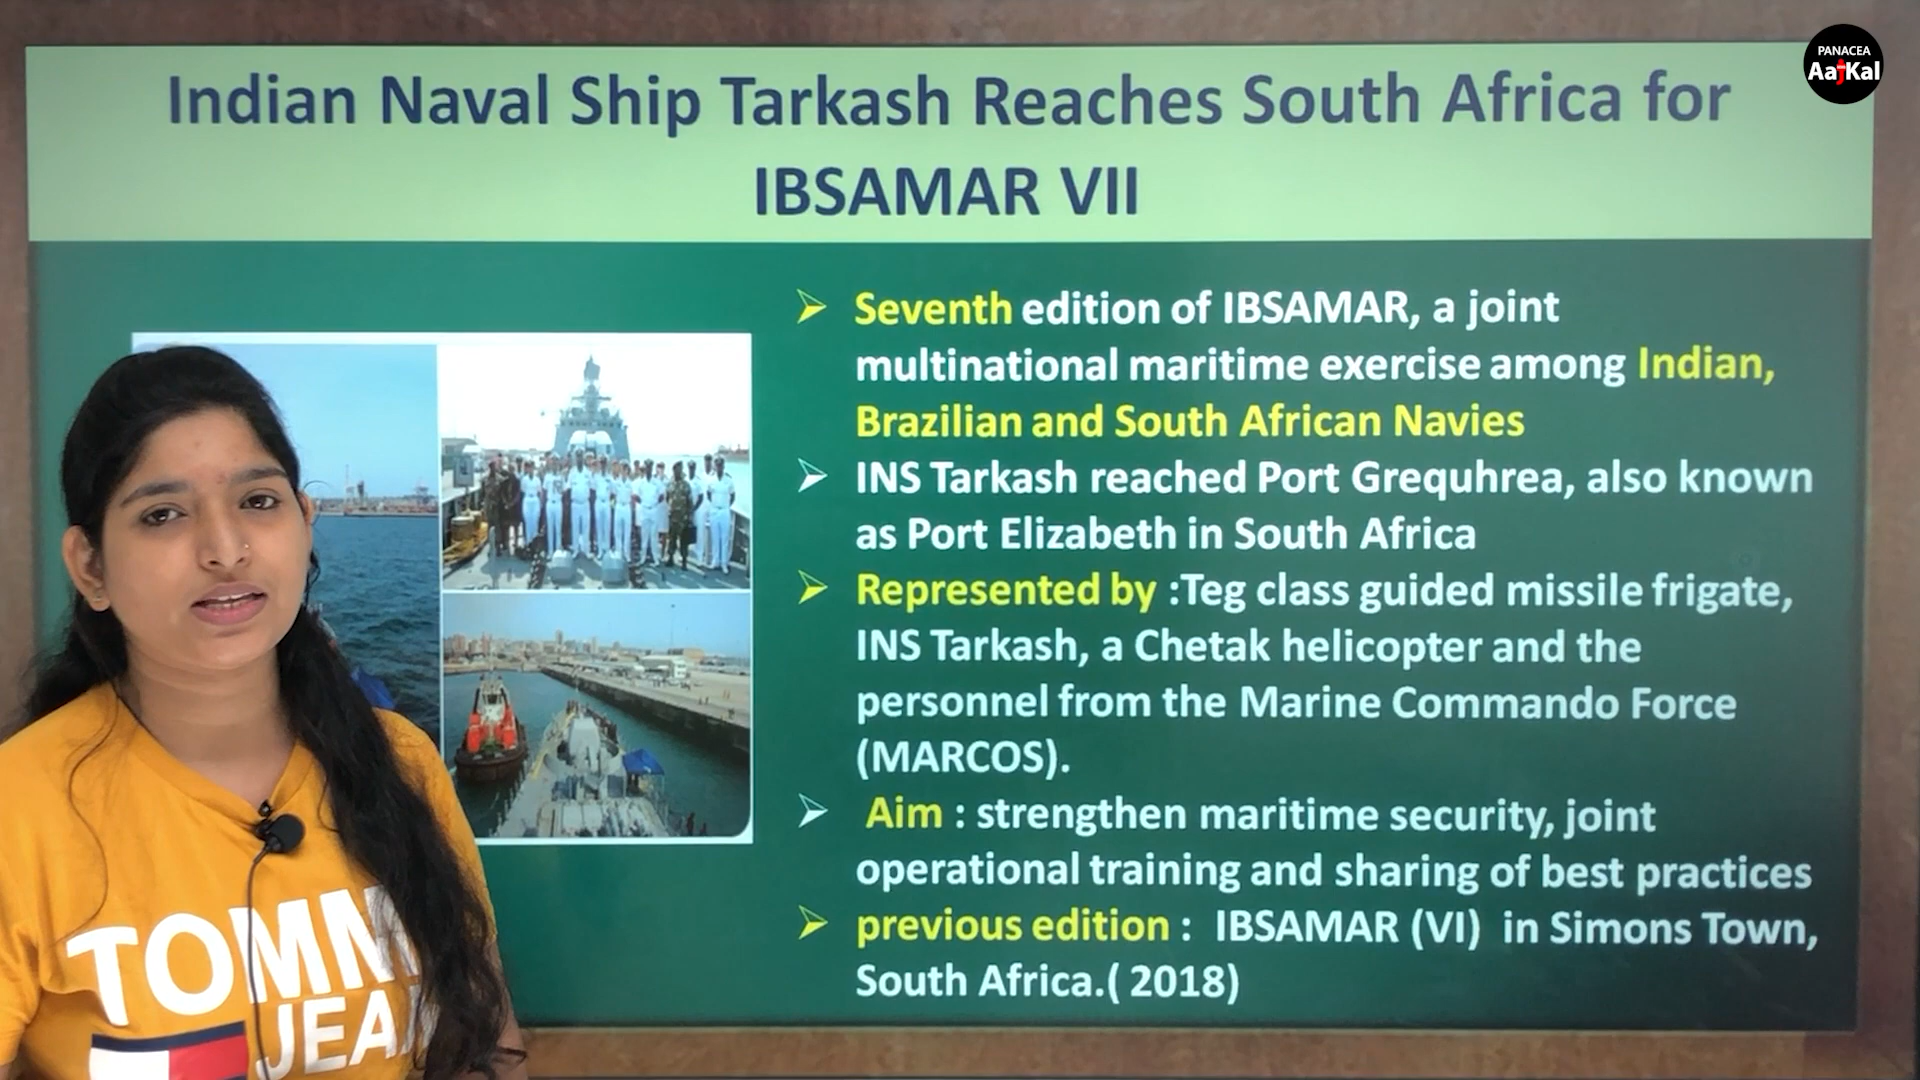 PANACEA
AajKal
Indian Naval Ship Tarkash Reaches South Africa for
IBSAMAR VII
Seventh edition of IBSAMAR, a joint
multinational maritime exercise among Indian,
Brazilian and South African Navies
INS Tarkash reached Port Grequhrea, also known
as Port Elizabeth in South Africa
Represented by :Teg class guided missile frigate,
INS Tarkash, a Chetak helicopter and the
personnel from the Marine Commando Force
(MARCOS).
Aim : strengthen maritime security, joint
operational training and sharing of best practices
previous edition : IBSAMAR (VI) in Simons Town,
South Africa.( 2018)
TOMM
JEA